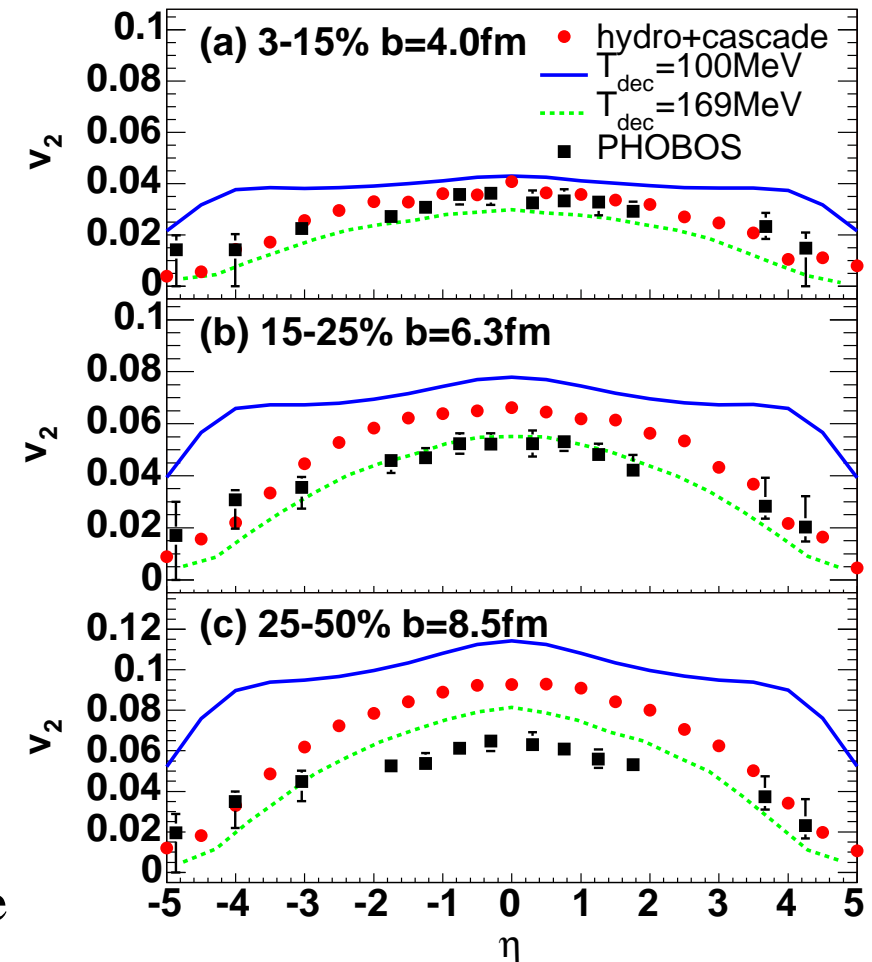 (a) 3-15% b=4.0fm
hydro+cascade
T_dec=100MeV
T_dec=169MeV
PHOBOS
v_2
0.1
0.08
0.06
0.04
0.02
0
(b) 15-25% b=6.3fm
v_2
0.1
0.08
0.06
0.04
0.02
0
(c) 25-50% b=8.5fm
v_2
0.12
0.1
0.08
0.06
0.04
0.02
0
-5 -4 -3 -2 -1 0 1 2 3 4 5
η
e